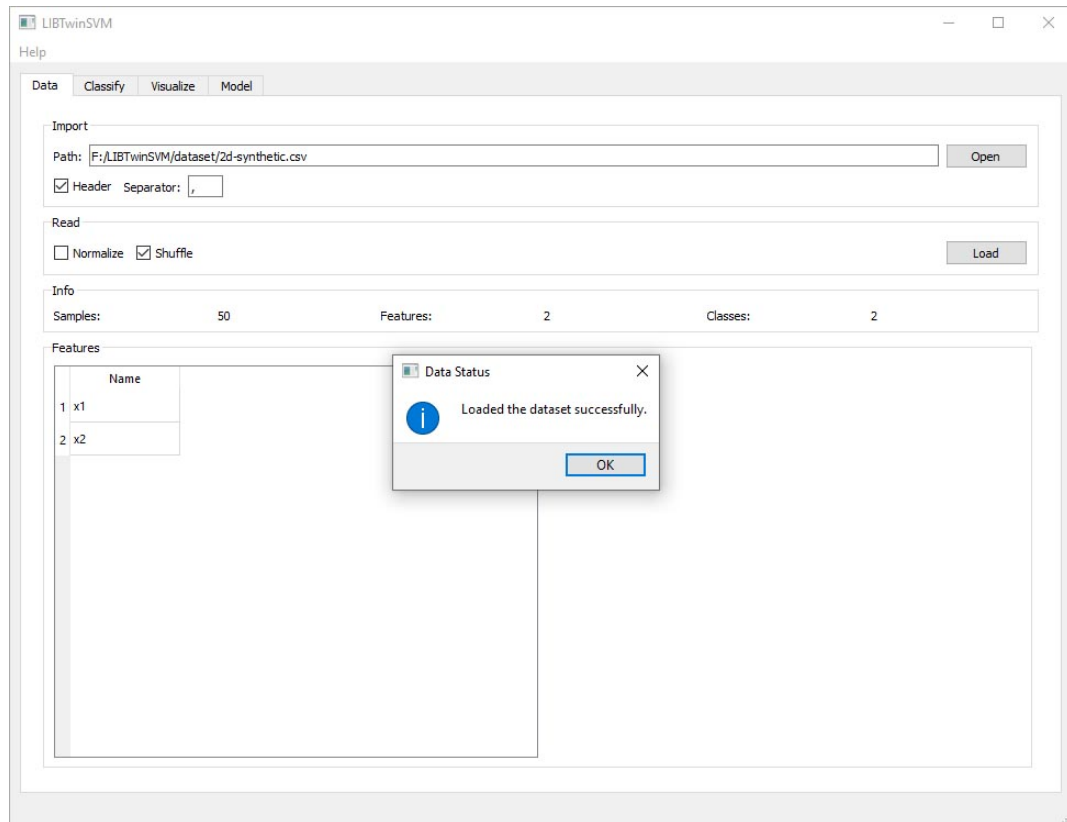 LIBTwinSVM
Help
Data Classify Visualize Model
Import
Path: F:/LIBTwinSVM/dataset/2d-synthetic.csv Open
Header Separator: ,
Read
Normalize Shuffle Load
Info
Samples: 50 Features: 2 Classes: 2
Features
Name
1 x1
2 x2
Data Status
Loaded the dataset successfully.
OK